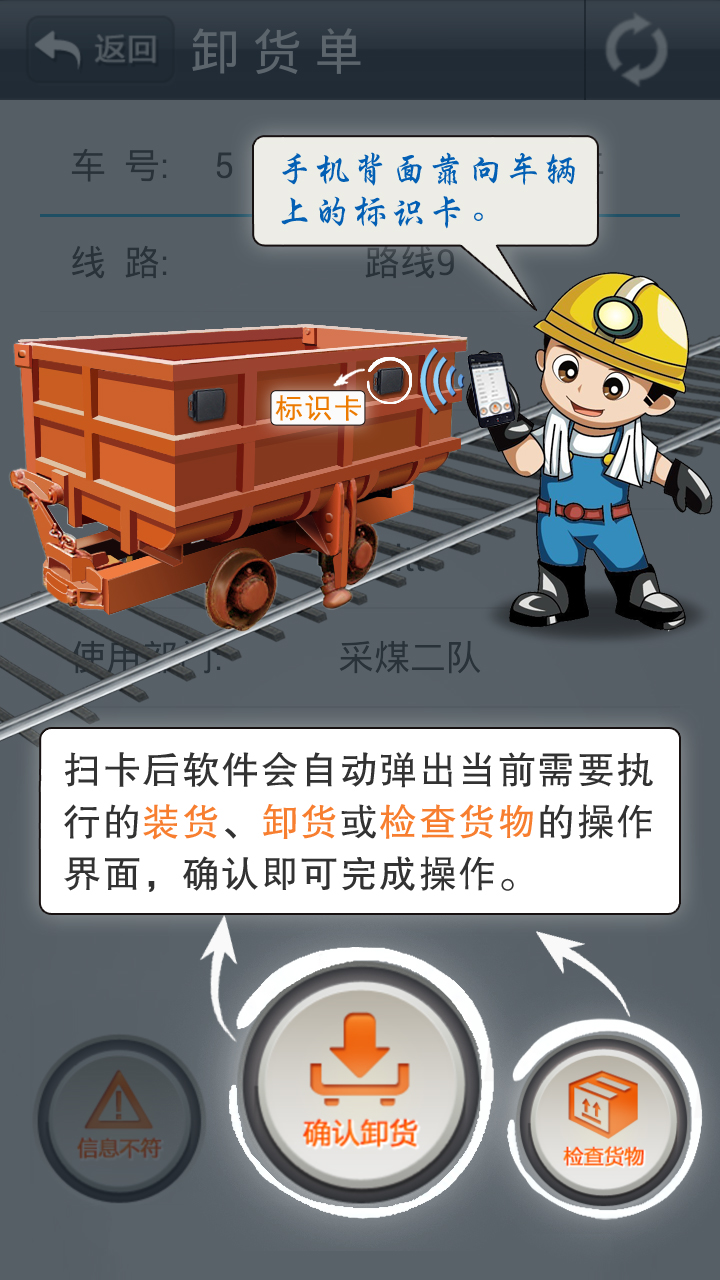 返回 卸货单
车 号: 5
手机背面靠向车辆
上的标识卡。
线 路: 路线9
标识卡
使用部门: 采煤二队
扫卡后软件会自动弹出当前需要执
行的装货、卸货或检查货物的操作
界面，确认即可完成操作。
信息不符
确认卸货
检查货物